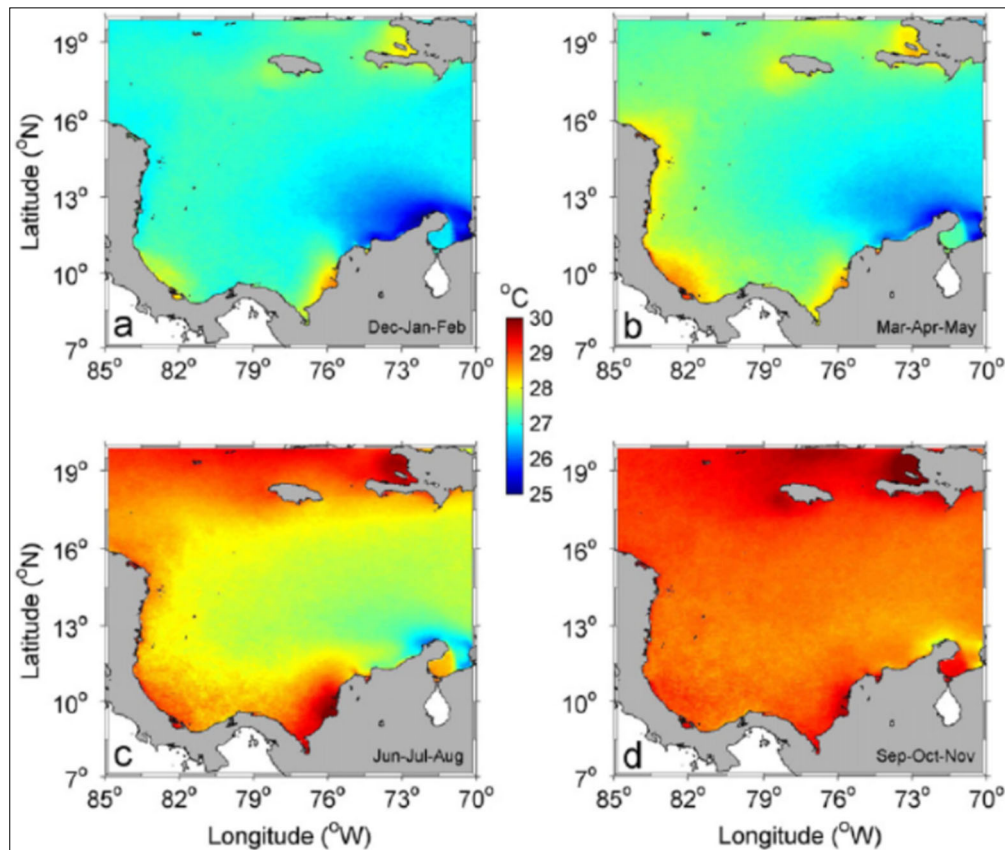 19° 19°
16° 16°
Latitude (°N)
13° 13°
10° 10°
a Dec-Jan-Feb b Mar-Apr-May
7° 7°
85° 82° 79° 76° 73° 70° 85° 82° 79° 76° 73° 70°
°C
30
29
28
27
26
25
19° 19°
16° 16°
Latitude (°N)
13° 13°
10° 10°
c Jun-Jul-Aug d Sep-Oct-Nov
7° 7°
85° 82° 79° 76° 73° 70° 85° 82° 79° 76° 73° 70°
Longitude (°W) Longitude (°W)